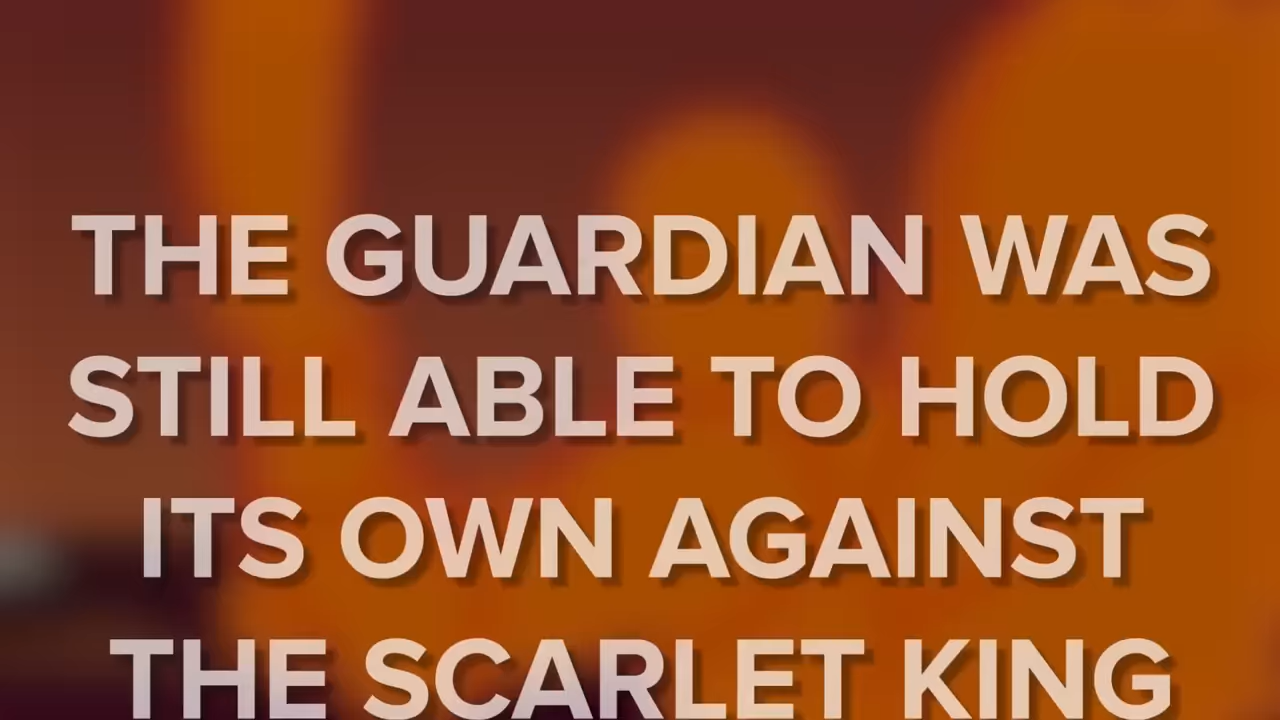 THE GUARDIAN WAS
STILL ABLE TO HOLD
ITS OWN AGAINST
THE SCARLET KING